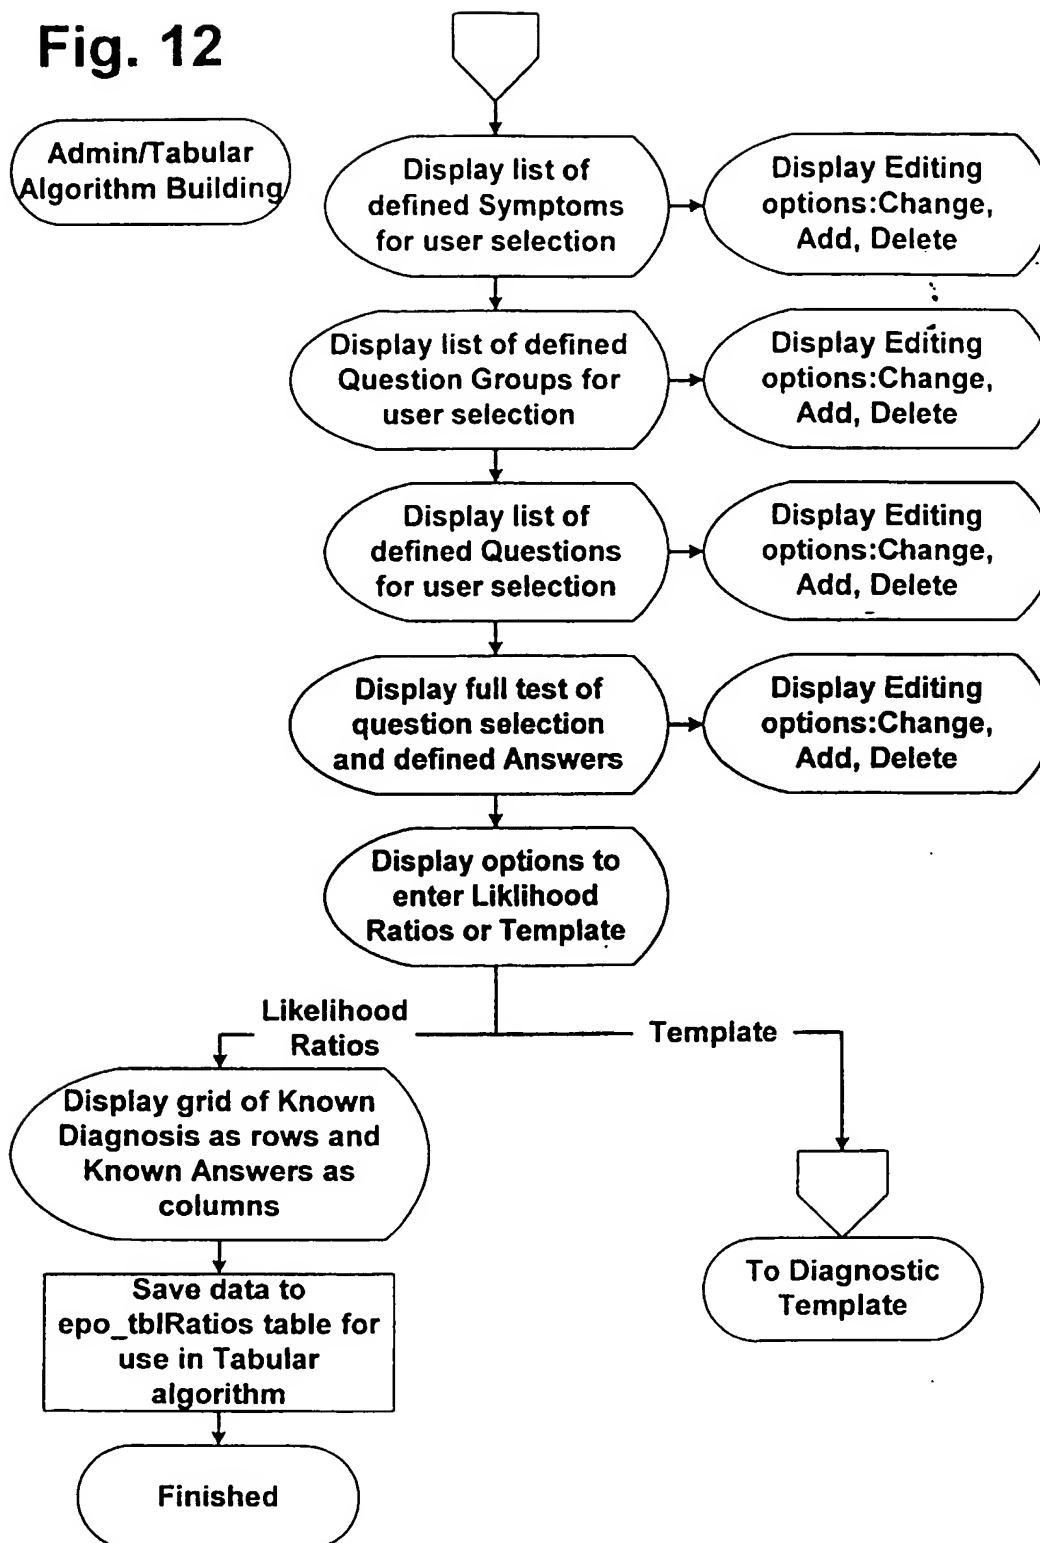 Fig. 12
Admin/Tabular
Algorithm Building
Display list of
defined Symptoms
for user selection
Display Editing
options:Change,
Add, Delete
Display list of defined
Question Groups for
user selection
Display Editing
options:Change,
Add, Delete
Display list of
defined Questions
for user selection
Display Editing
options:Change,
Add, Delete
Display full test of
question selection
and defined Answers
Display Editing
options:Change,
Add, Delete
Display options to
enter Liklihood
Ratios or Template
Likelihood
Ratios
Template
Display grid of Known
Diagnosis as rows and
Known Answers as
columns
Save data to
epo_tblRatios table for
use in Tabular
algorithm
Finished
To Diagnostic
Template